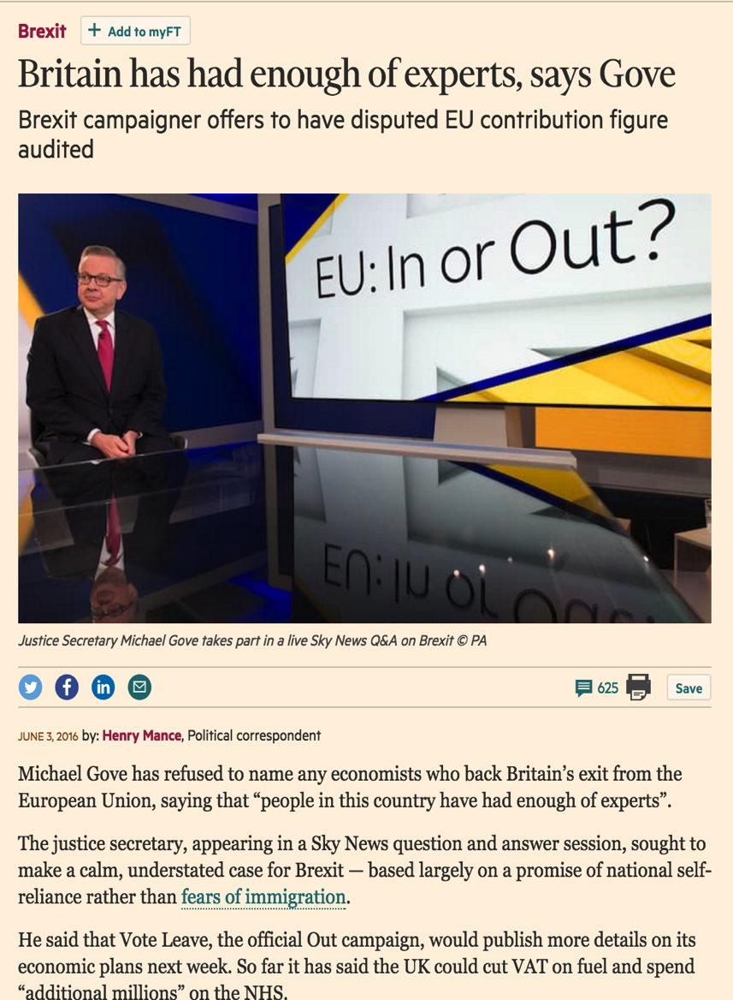 Brexit
+ Add to myFT
Britain has had enough of experts, says Gove
Brexit campaigner offers to have disputed EU contribution figure
audited
EU: In or Out?
EU: In or Out?
Justice Secretary Michael Gove takes part in a live Sky News Q&A on Brexit © PA
625
Save
JUNE 3, 2016 by: Henry Mance, Political correspondent
Michael Gove has refused to name any economists who back Britain’s exit from the
European Union, saying that “people in this country have had enough of experts”.
The justice secretary, appearing in a Sky News question and answer session, sought to
make a calm, understated case for Brexit — based largely on a promise of national self-
reliance rather than fears of immigration.
He said that Vote Leave, the official Out campaign, would publish more details on its
economic plans next week. So far it has said the UK could cut VAT on fuel and spend
“additional millions” on the NHS.